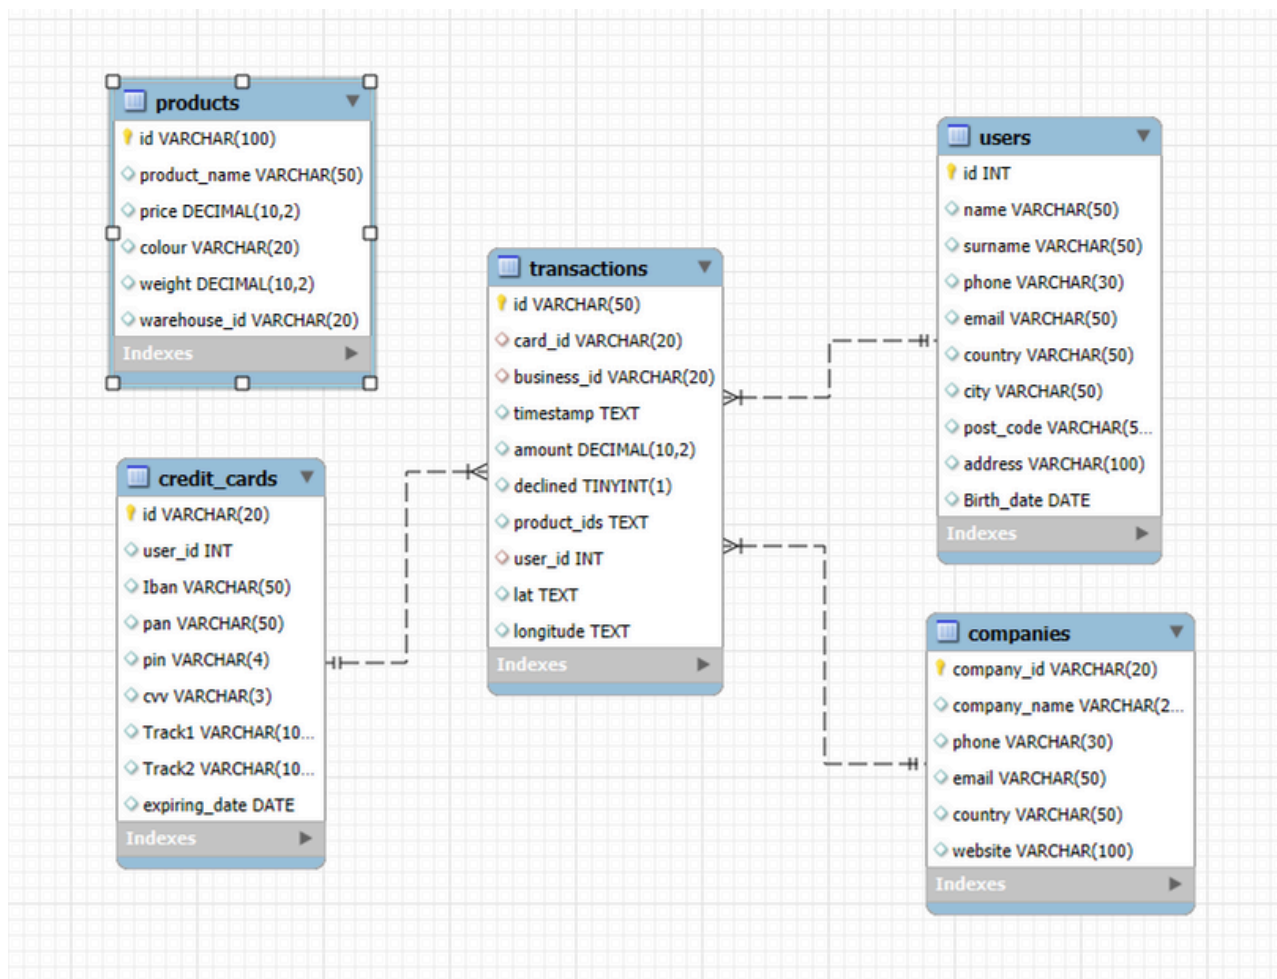 products
id VARCHAR(100)
product_name VARCHAR(50)
price DECIMAL(10,2)
colour VARCHAR(20)
weight DECIMAL(10,2)
warehouse_id VARCHAR(20)
Indexes
credit_cards
id VARCHAR(20)
user_id INT
Iban VARCHAR(50)
pan VARCHAR(50)
pin VARCHAR(4)
cvv VARCHAR(3)
Track1 VARCHAR(10...
Track2 VARCHAR(10...
expiring_date DATE
Indexes
transactions
id VARCHAR(50)
card_id VARCHAR(20)
business_id VARCHAR(20)
timestamp TEXT
amount DECIMAL(10,2)
declined TINYINT(1)
product_ids TEXT
user_id INT
lat TEXT
longitude TEXT
Indexes
users
id INT
name VARCHAR(50)
surname VARCHAR(50)
phone VARCHAR(30)
email VARCHAR(50)
country VARCHAR(50)
city VARCHAR(50)
post_code VARCHAR(5...
address VARCHAR(100)
Birth_date DATE
Indexes
companies
company_id VARCHAR(20)
company_name VARCHAR(2...
phone VARCHAR(30)
email VARCHAR(50)
country VARCHAR(50)
website VARCHAR(100)
Indexes